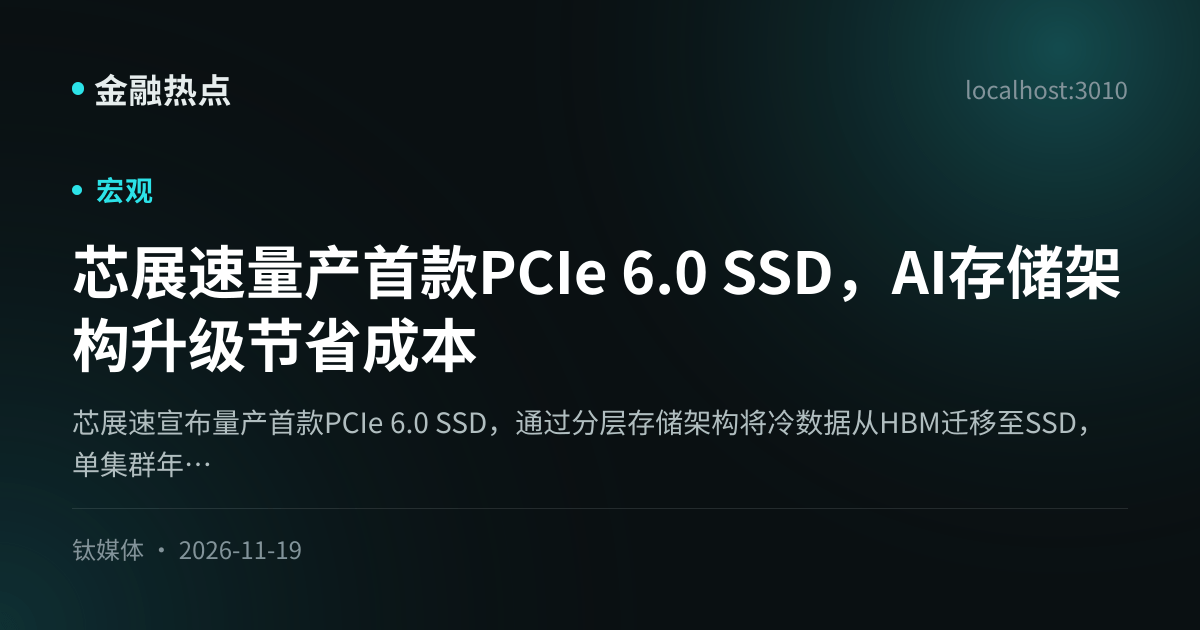 金融热点
localhost:3010
宏观
芯展速量产首款PCIe 6.0 SSD，AI存储架
构升级节省成本
芯展速宣布量产首款PCIe 6.0 SSD，通过分层存储架构将冷数据从HBM迁移至SSD，
单集群年…
钛媒体 · 2026-11-19